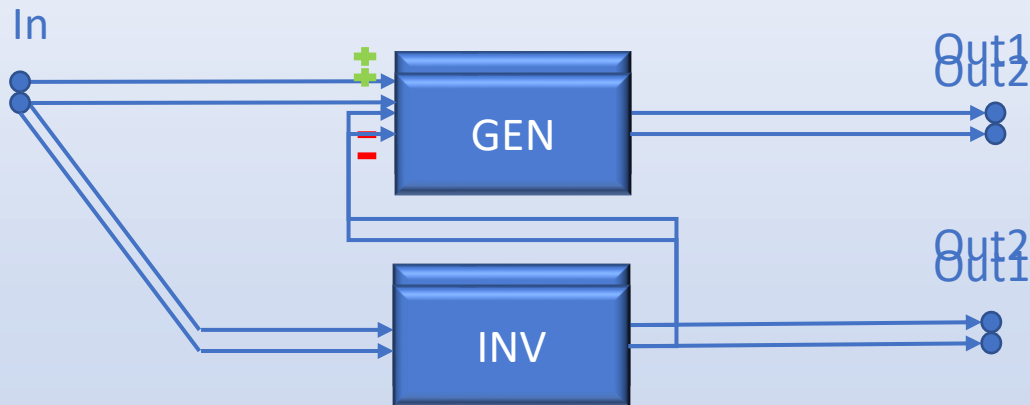 In
+
+
Out1
Out2
GEN
-
-
Out2
Out1
INV